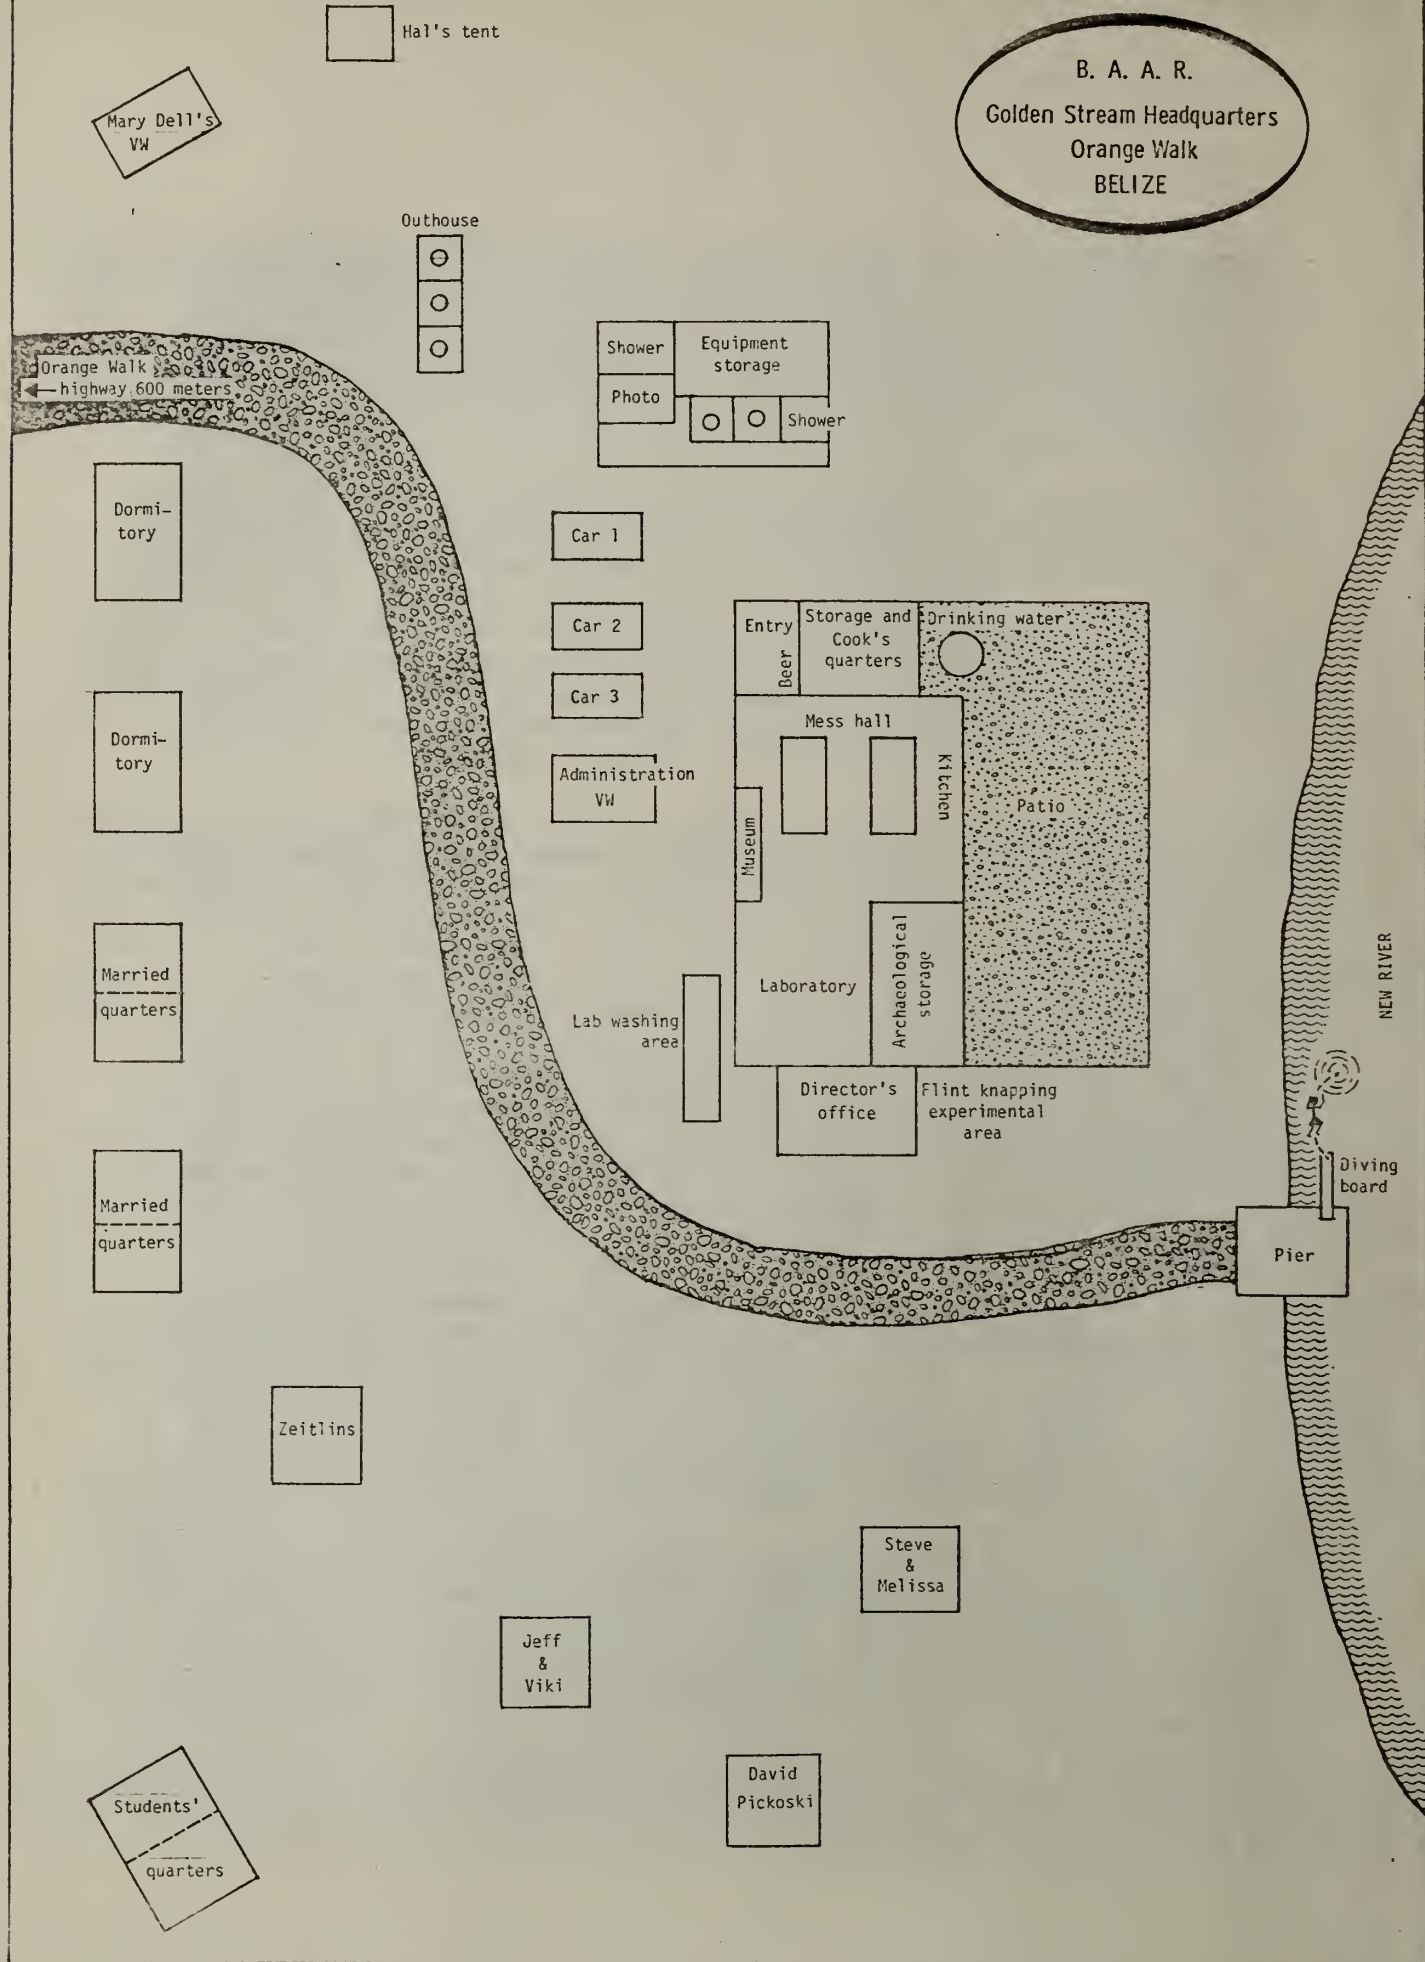 Hal's tent
B. A. A. R.
Golden Stream Headquarters
Orange Walk
BELIZE
Mary Dell's
VW
Outhouse
Shower
Equipment
storage
Photo
Shower
Orange Walk
highway 600 meters
Dormi-
tory
Car 1
Car 2
Car 3
Administration
VW
Entry
Beer
Storage and
Cook's
quarters
Drinking water
Mess hall
Kitchen
Museum
Patio
Dormi-
tory
Married
quarters
Laboratory
Archaeological
storage
Lab washing
area
Director's
office
Flint knapping
experimental
area
NEW RIVER
Diving
board
Pier
Married
quarters
Zeitlins
Steve
&
Melissa
Jeff
&
Viki
David
Pickoski
Students'
quarters